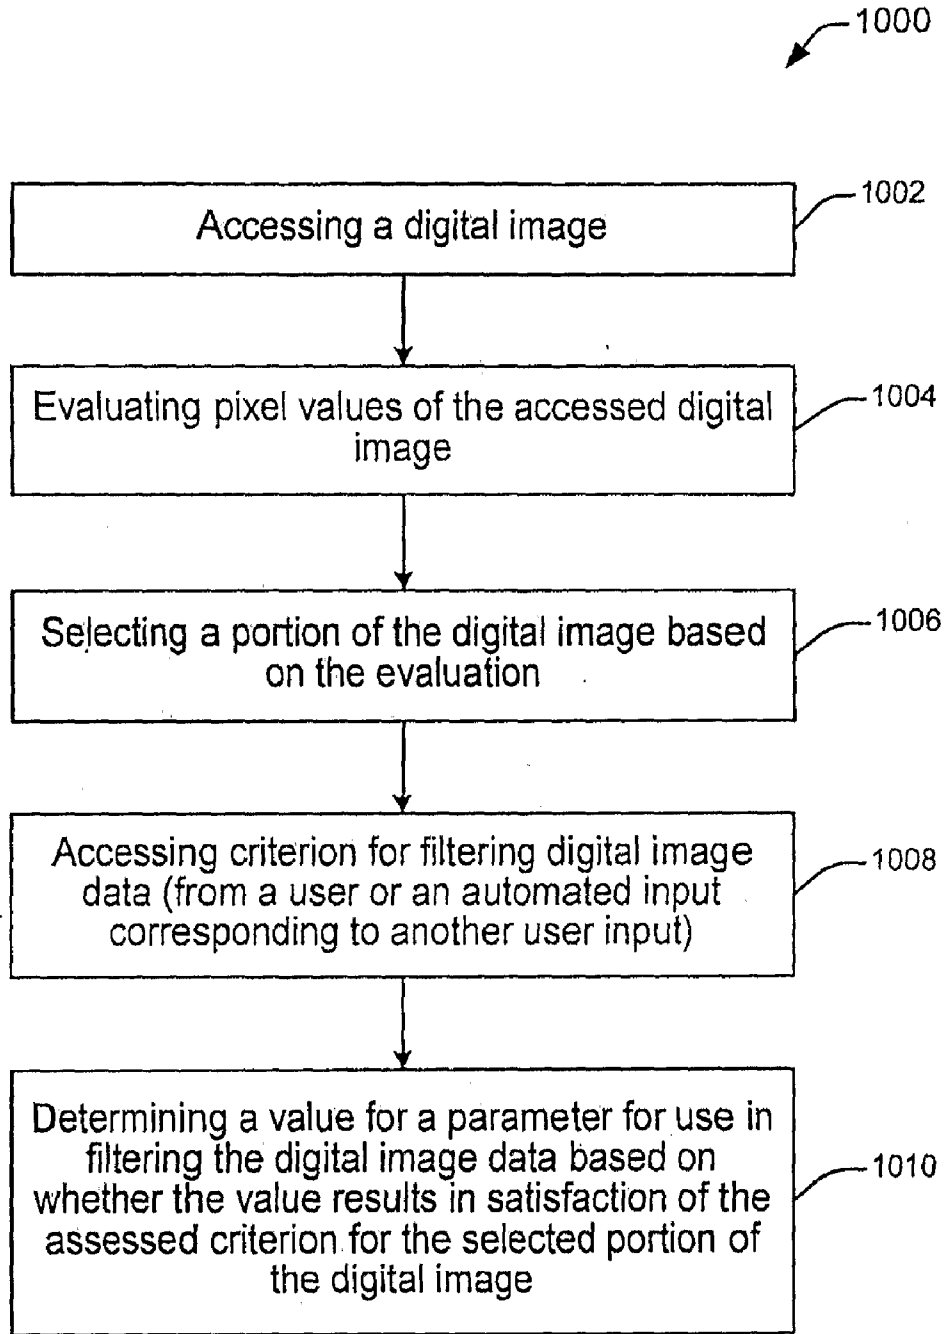 1000
1002
Accessing a digital image
1004
Evaluating pixel values of the accessed digital
image
1006
Selecting a portion of the digital image based
on the evaluation
1008
Accessing criterion for filtering digital image
data (from a user or an automated input
corresponding to another user input)
1010
Determining a value for a parameter for use in
filtering the digital image data based on
whether the value results in satisfaction of the
assessed criterion for the selected portion of
the digital image